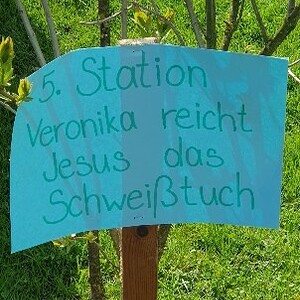 5. Station
Veronika reicht
Jesus das
Schweißtuch